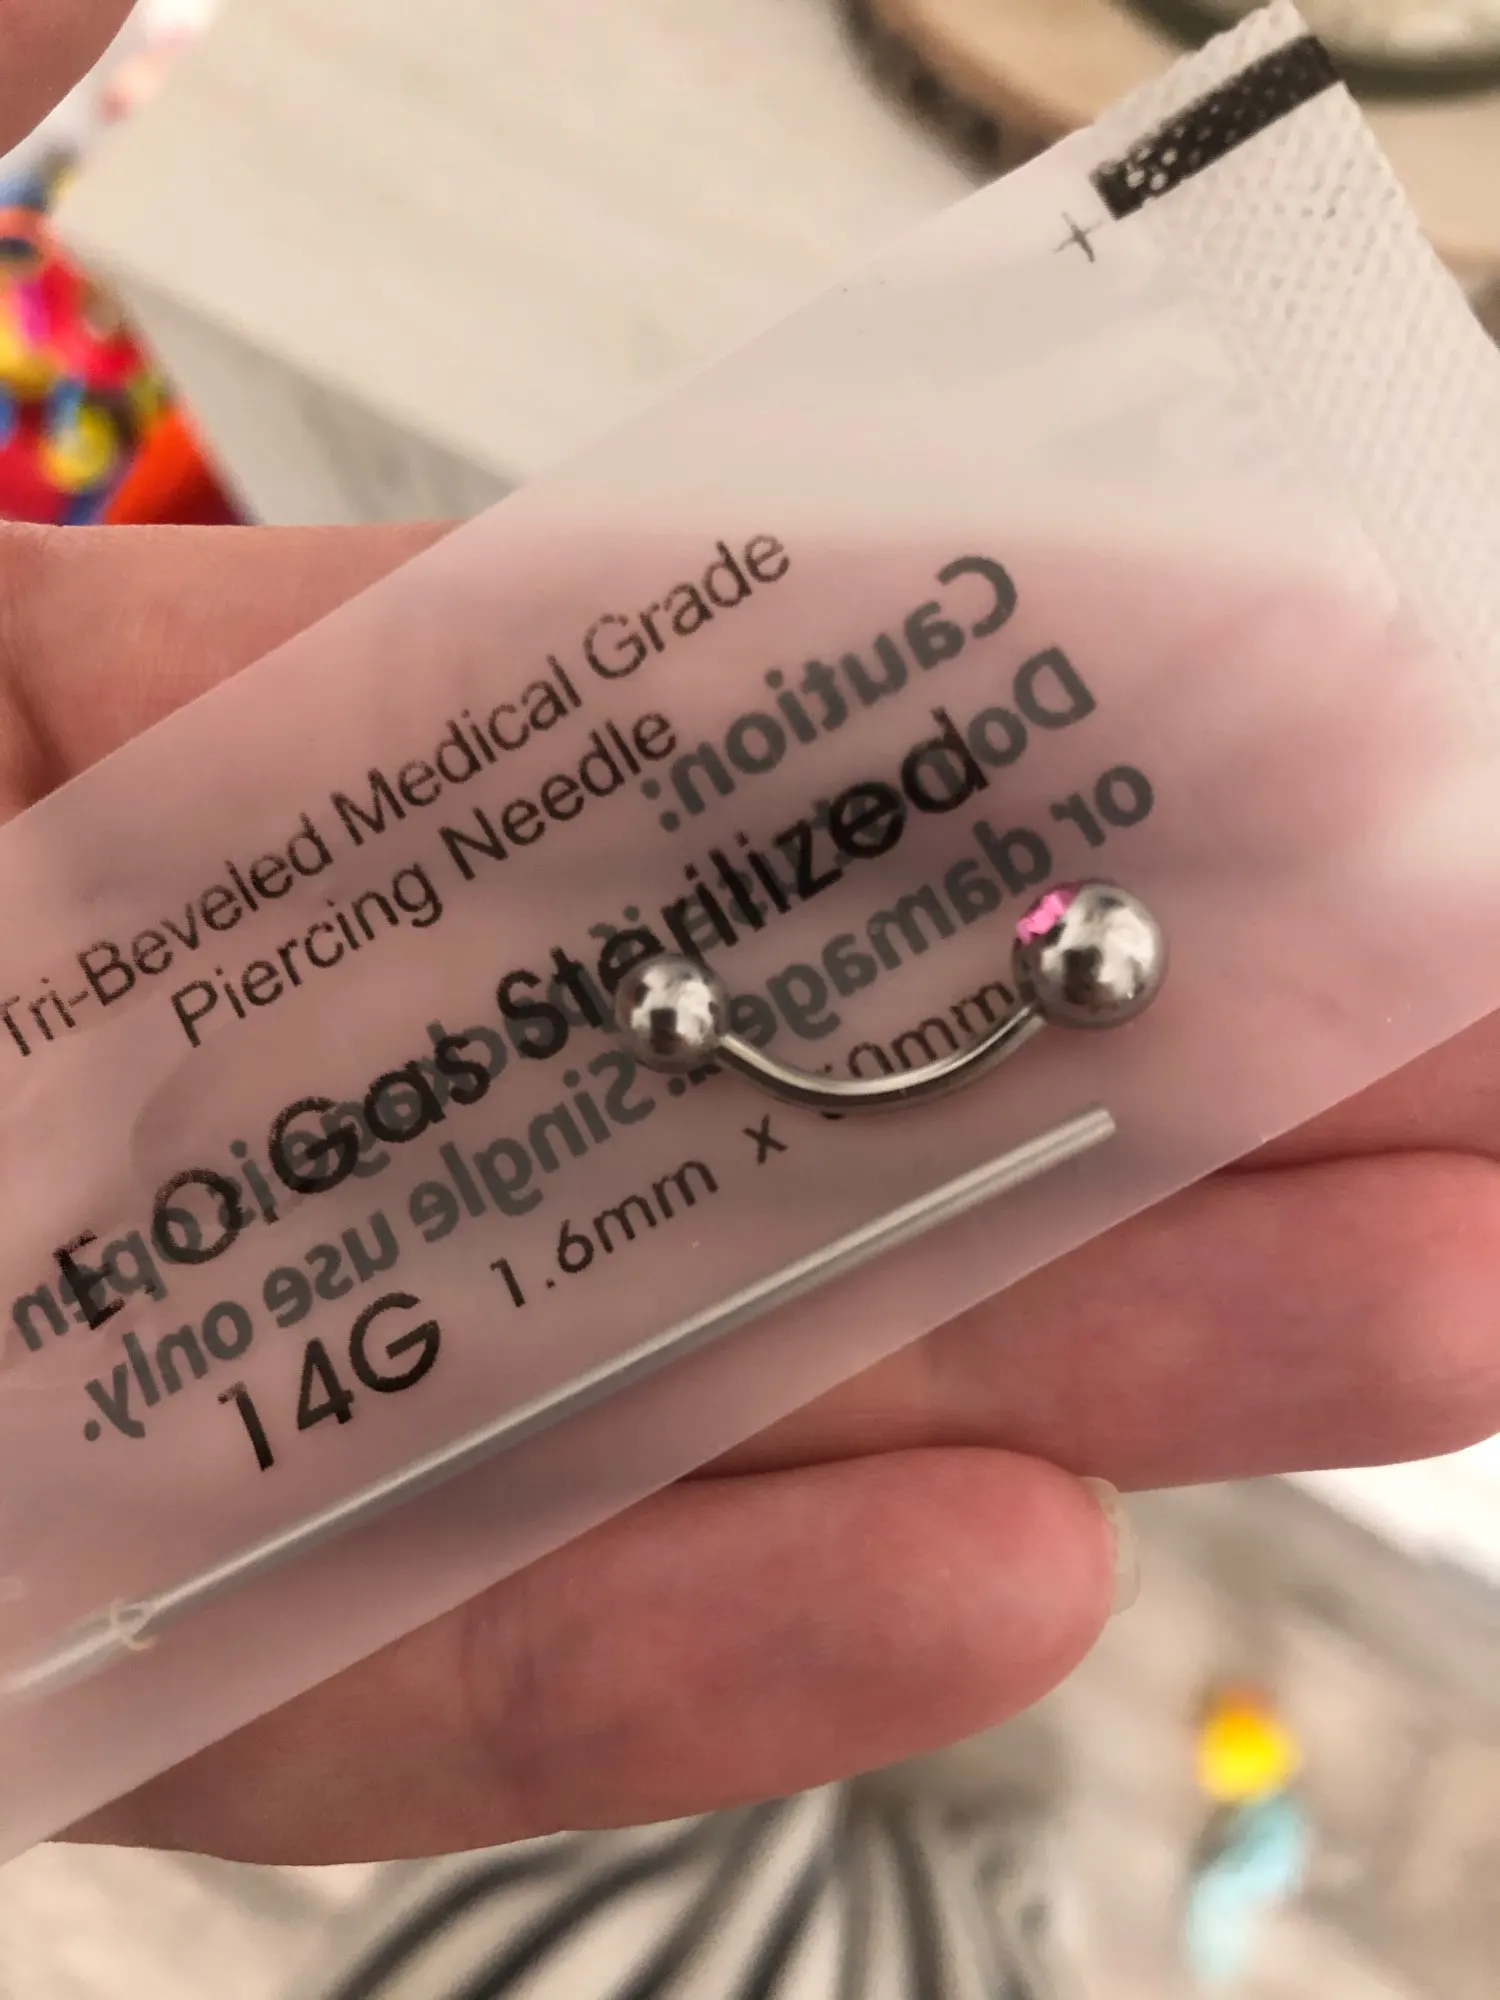 Tri-Beveled Medical Grade
Piercing Needle
E.O.Gas Sterilized
14G 1.6mm x
Caution:
Do not use if package is open
or damaged. Single use only.